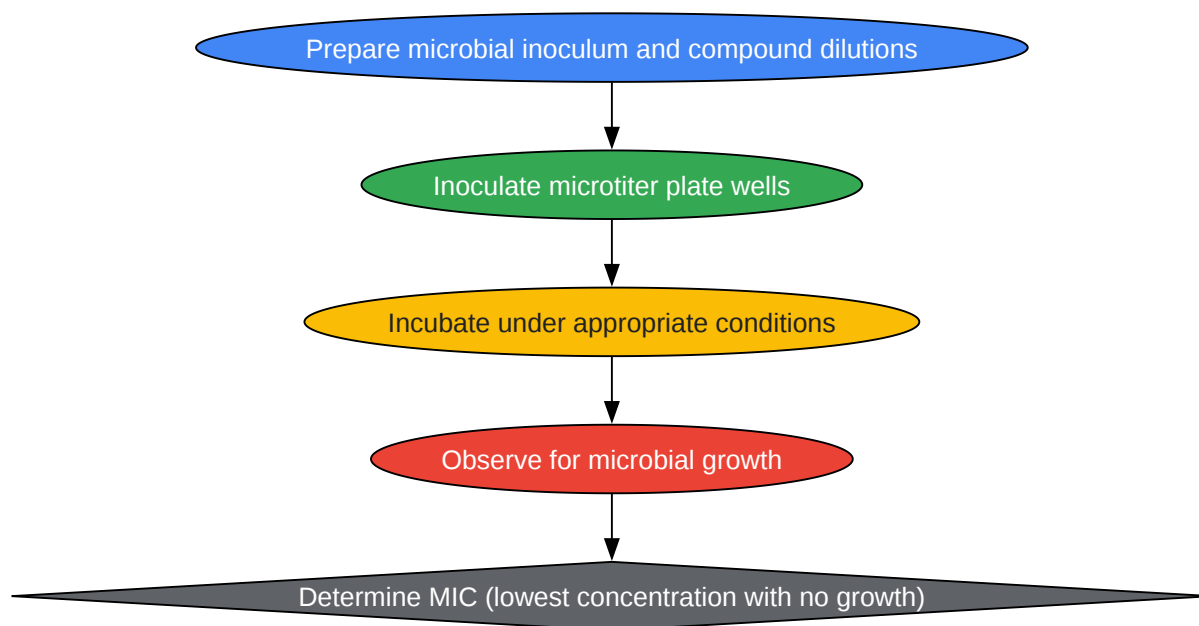 Prepare microbial inoculum and compound dilutions
Inoculate microtiter plate wells
Incubate under appropriate conditions
Observe for microbial growth
Determine MIC (lowest concentration with no growth)